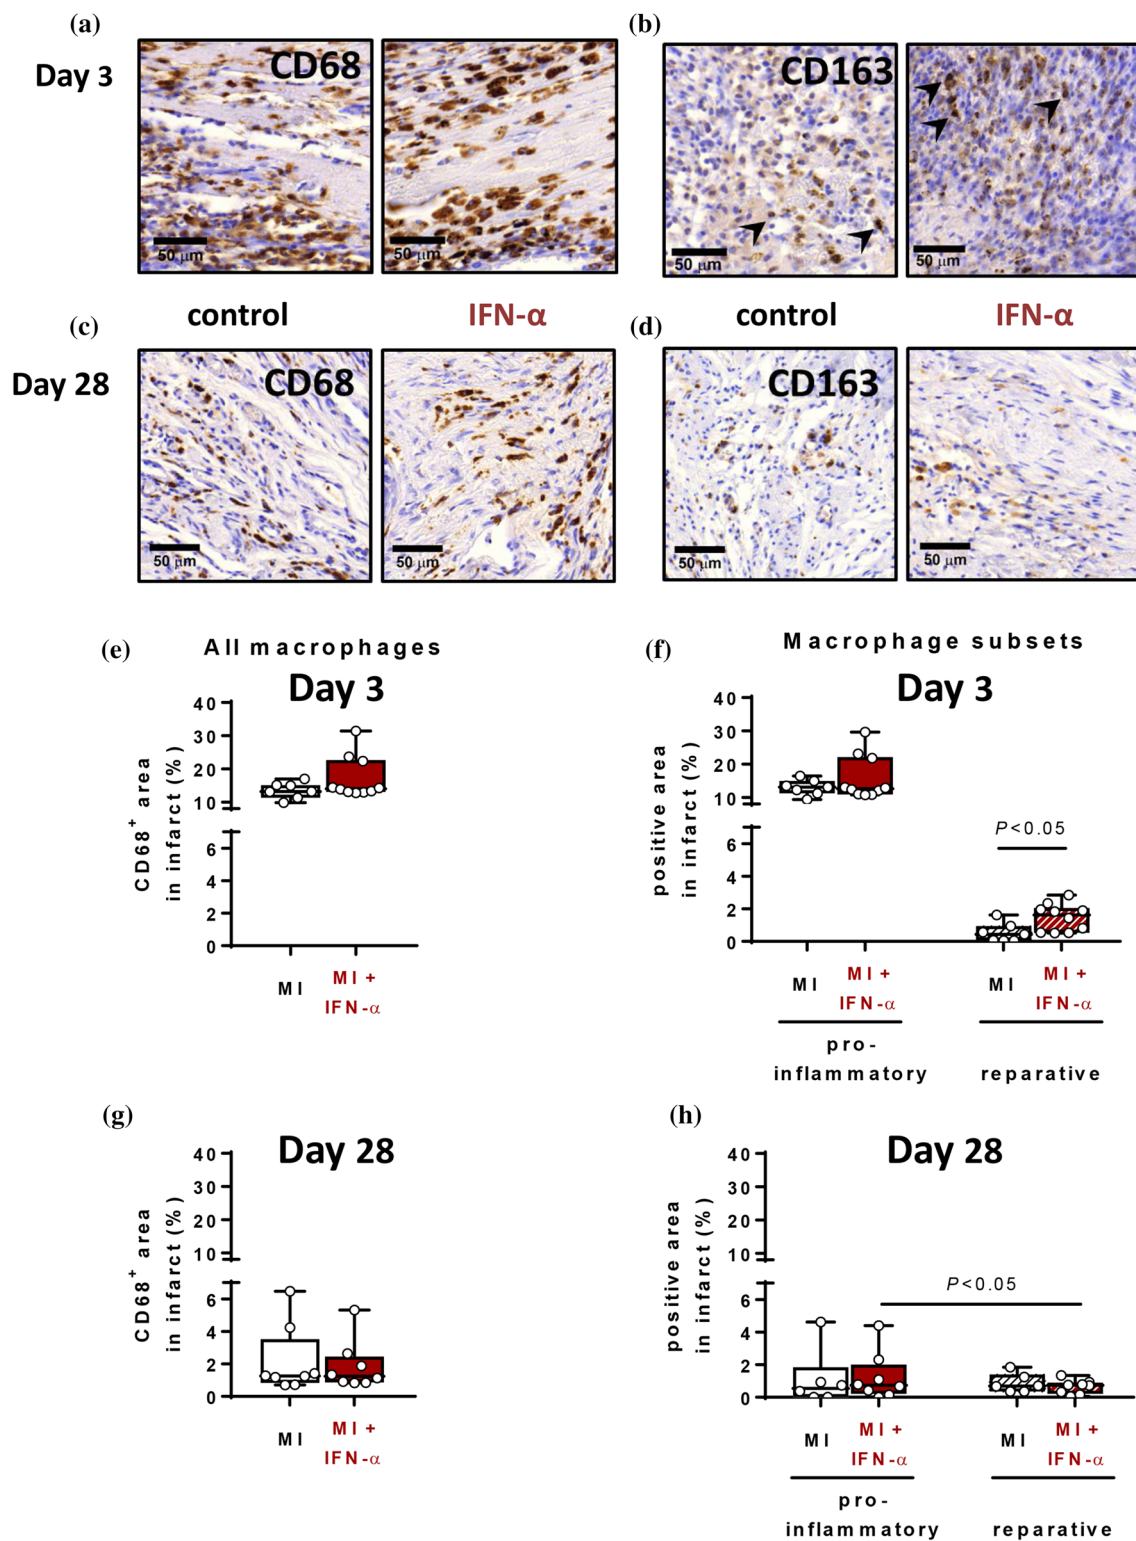 (a)
(b)
Day 3
CD68
CD163
50 μm
50 μm
50 μm
50 μm
control
IFN-α
control
IFN-α
(c)
(d)
Day 28
CD68
CD163
50 μm
50 μm
50 μm
50 μm
(e)
All macrophages
Day 3
CD68+ area
in infarct (%)
40
30
20
10
6
4
2
0
MI
MI +
IFN-α
(f)
Macrophage subsets
Day 3
positive area
in infarct (%)
40
30
20
10
6
4
2
0
P<0.05
MI
MI +
IFN-α
MI
MI +
IFN-α
pro-
inflammatory
reparative
(g)
Day 28
CD68+ area
in infarct (%)
40
30
20
10
6
4
2
0
MI
MI +
IFN-α
(h)
Day 28
positive area
in infarct (%)
40
30
20
10
6
4
2
0
P<0.05
MI
MI +
IFN-α
MI
MI +
IFN-α
pro-
inflammatory
reparative